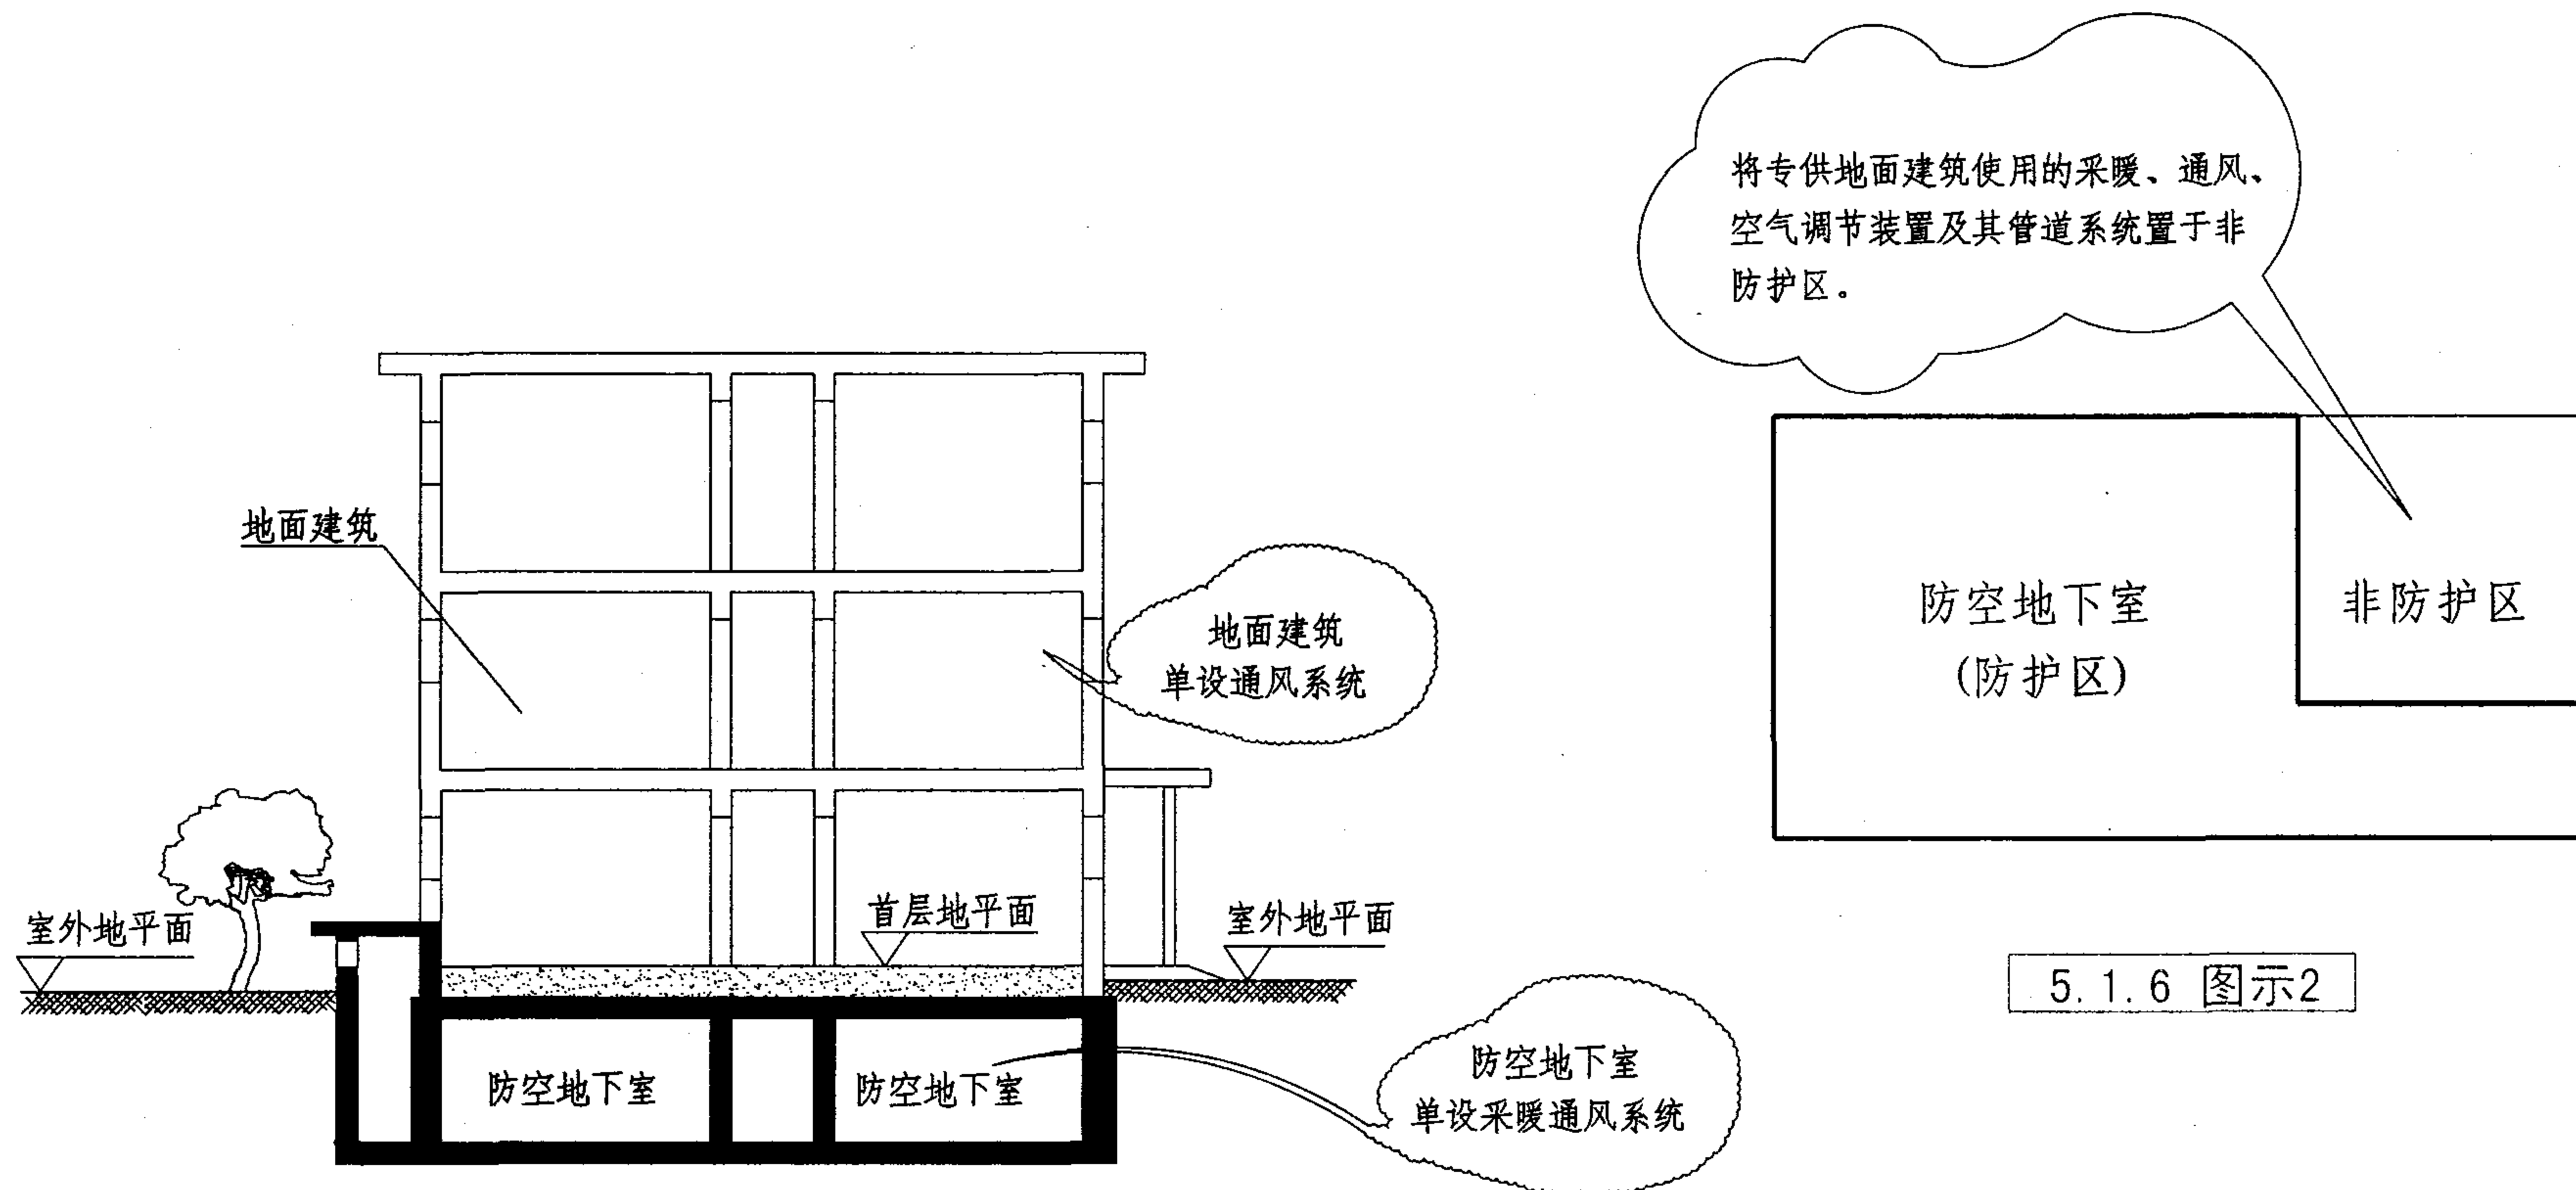 将专供地面建筑使用的采暖、通风、
空气调节装置及其管道系统置于非
防护区。
地面建筑
地面建筑
单设通风系统
防空地下室
(防护区)
非防护区
室外地平面
首层地平面
室外地平面
5.1.6 图示2
防空地下室
防空地下室
防空地下室
单设采暖通风系统